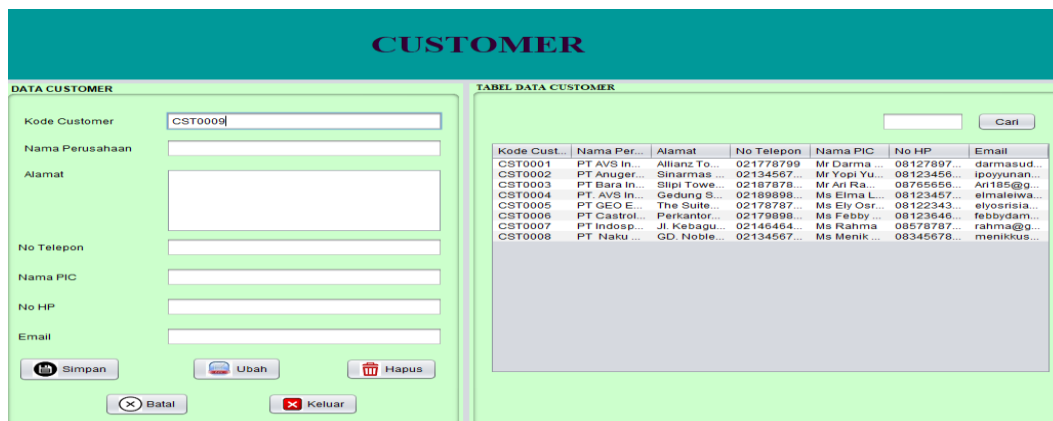 CUSTOMER
DATA CUSTOMER
Kode Customer CST0009
Nama Perusahaan
Alamat
No Telepon
Nama PIC
No HP
Email
Simpan Ubah Hapus
Batal Keluar
TABEL DATA CUSTOMER
Cari
Kode Cust... Nama Per... Alamat No Telepon Nama PIC No HP Email
CST0001 PT AVS In... Allianz To... 021778799 Mr Darma ... 08127897... darmasud...
CST0002 PT Anuger... Sinarmas ... 02134567... Mr Yopi Yu... 08123456... ipoyyunan...
CST0003 PT Bara In... Slipi Towe... 02187878... Mr Ari Ra... 08765656... Ari185@g...
CST0004 PT. AVS In... Gedung S... 02189898... Ms Elma L... 08123457... elmaleiwa...
CST0005 PT GEO E... The Suite... 02178787... Ms Ely Osr... 08122343... elyosrisia...
CST0006 PT Castrol... Perkantor... 02179898... Ms Febby ... 08123646... febbydam...
CST0007 PT Indosp... Jl. Kebagu... 02146464... Ms Rahma 08578787... rahma@g...
CST0008 PT Naku ... GD. Noble... 02134567... Ms Menik ... 08345678... menikkus...